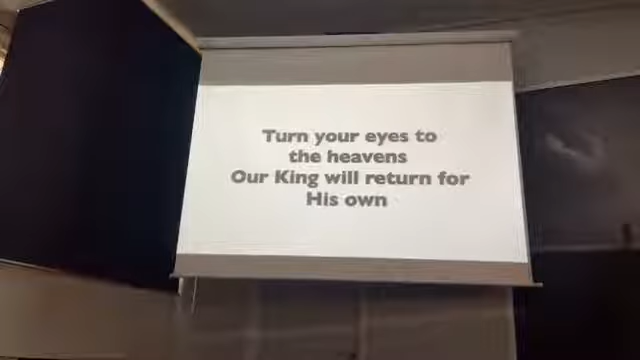 Turn your eyes to
the heavens
Our King will return for
His own